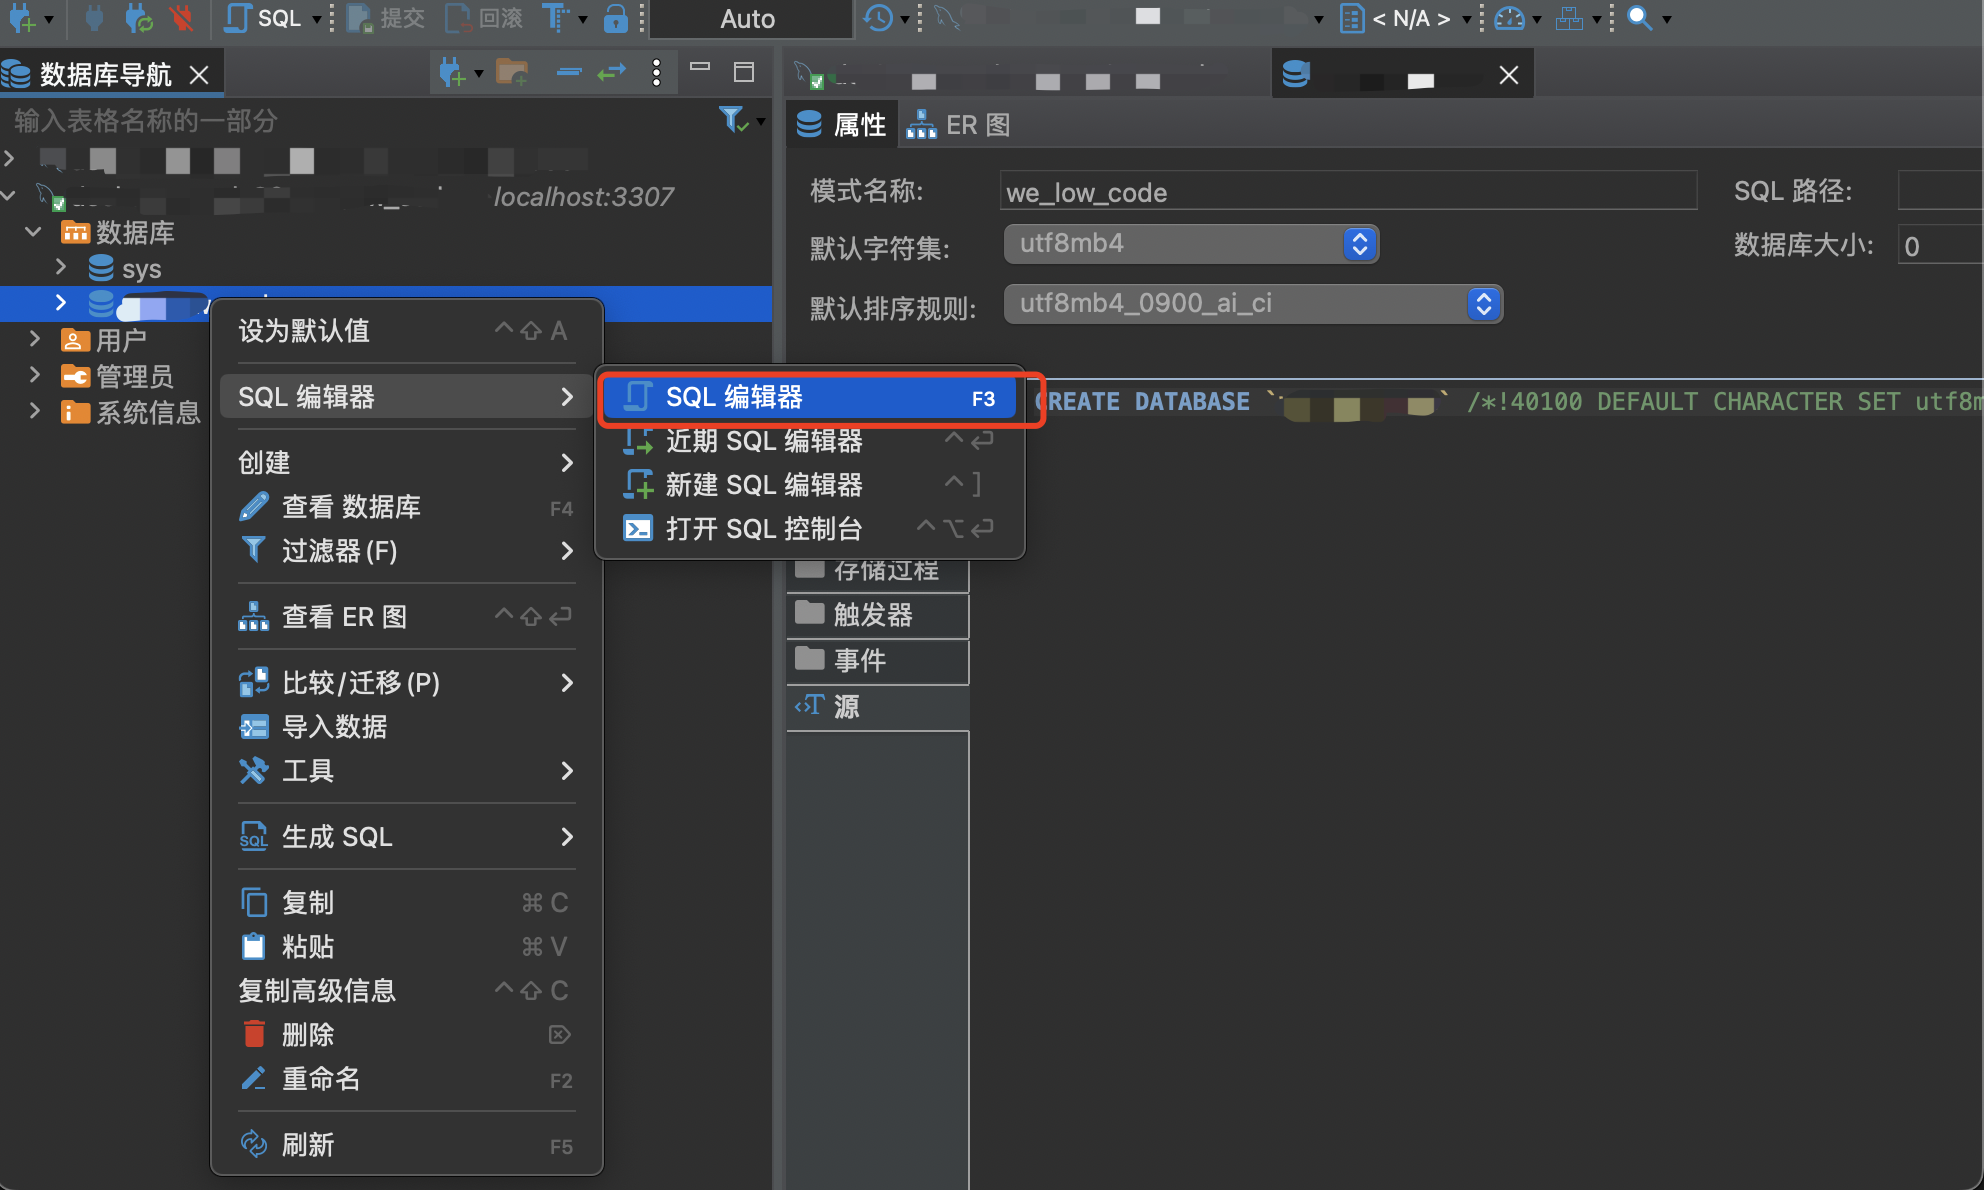 SQL 提交 回滚 Auto < N/A >
数据库导航
输入表格名称的一部分
localhost:3307
数据库
sys
用户
管理员
系统信息
设为默认值 ^⇧ A
SQL 编辑器
创建
查看 数据库 F4
过滤器(F)
查看 ER 图 ^⇧↩
比较/迁移(P)
导入数据
工具
生成 SQL
复制 ⌘ C
粘贴 ⌘ V
复制高级信息 ^⇧ C
删除 ⌦
重命名 F2
刷新 F5
SQL 编辑器 F3
近期 SQL 编辑器 ^↩
新建 SQL 编辑器 ^ ]
打开 SQL 控制台 ^⌥↩
属性 ER 图
模式名称: we_low_code SQL 路径:
默认字符集: utf8mb4 数据库大小: 0
默认排序规则: utf8mb4_0900_ai_ci
CREATE DATABASE ` ` /*!40100 DEFAULT CHARACTER SET utf8m
存储过程
触发器
事件
源